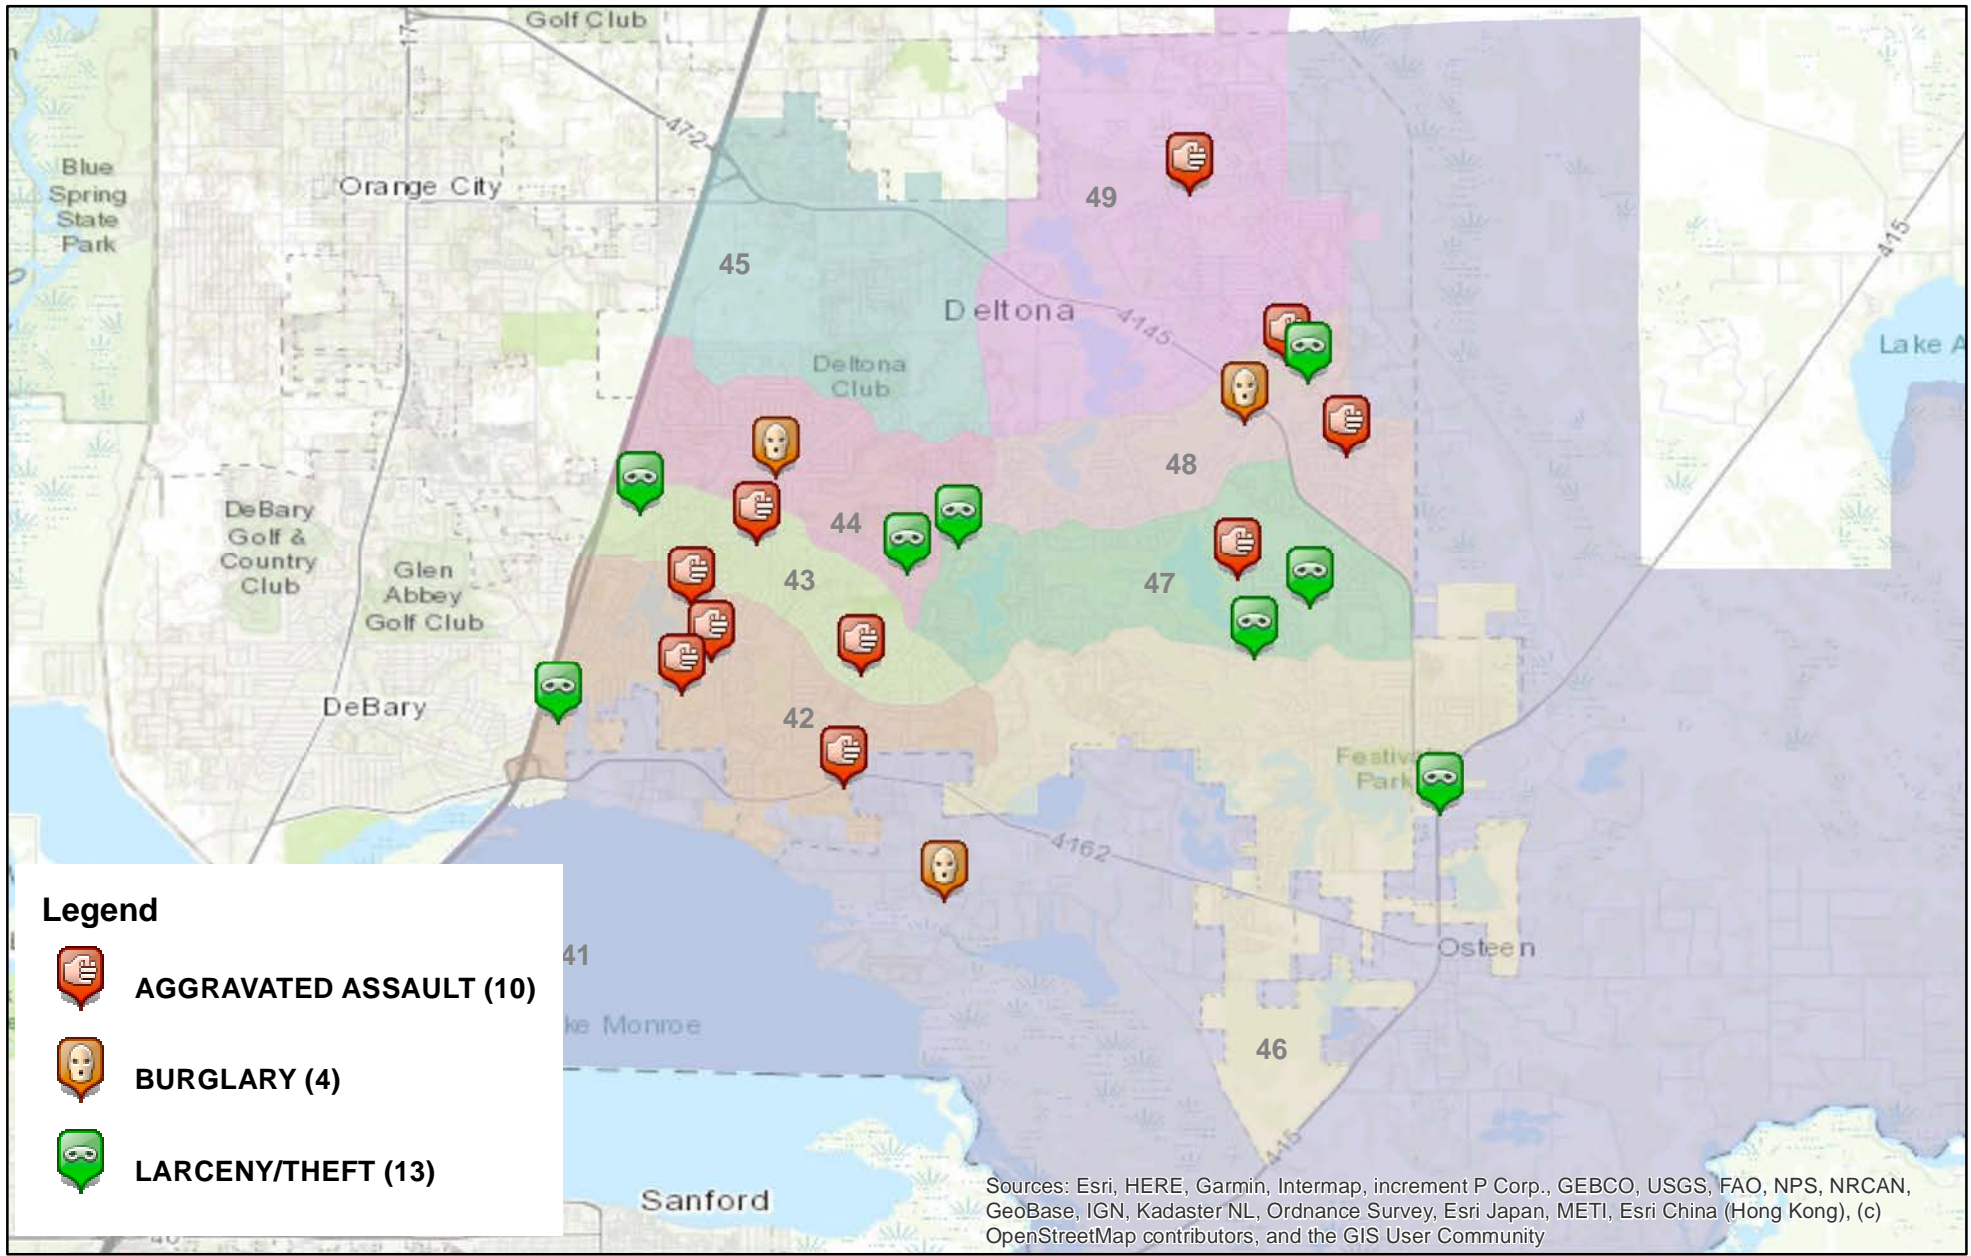 Golf Club
17
472
Blue
Spring
State
Park
Orange City
49
415
45
Deltona
4145
Lake A
Deltona
Club
48
DeBary
Golf &
Country
Club
44
Glen
Abbey
Golf Club
43
47
DeBary
42
Festival
Park
4162
Legend
AGGRAVATED ASSAULT (10)
BURGLARY (4)
LARCENY/THEFT (13)
41
ke Monroe
Osteen
46
415
Sanford
Sources: Esri, HERE, Garmin, Intermap, increment P Corp., GEBCO, USGS, FAO, NPS, NRCAN,
GeoBase, IGN, Kadaster NL, Ordnance Survey, Esri Japan, METI, Esri China (Hong Kong), (c)
OpenStreetMap contributors, and the GIS User Community